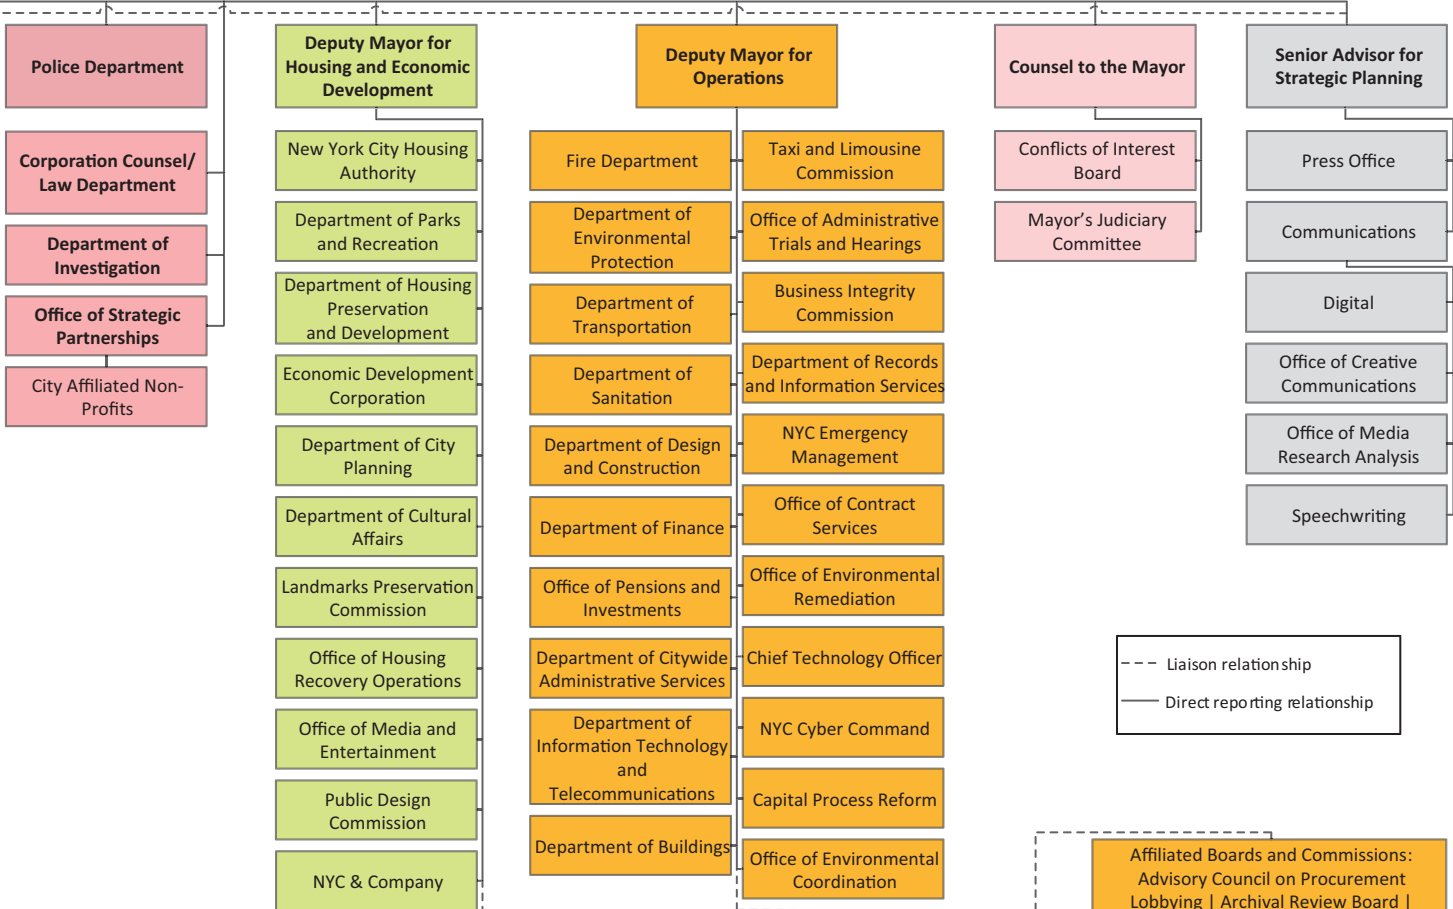 Police Department
Corporation Counsel/
Law Department
Department of
Investigation
Office of Strategic
Partnerships
City Affiliated Non-
Profits
Deputy Mayor for
Housing and Economic
Development
New York City Housing
Authority
Department of Parks
and Recreation
Department of Housing
Preservation
and Development
Economic Development
Corporation
Department of City
Planning
Department of Cultural
Affairs
Landmarks Preservation
Commission
Office of Housing
Recovery Operations
Office of Media and
Entertainment
Public Design
Commission
NYC & Company
Deputy Mayor for
Operations
Fire Department
Department of
Environmental
Protection
Department of
Transportation
Department of
Sanitation
Department of Design
and Construction
Department of Finance
Office of Pensions and
Investments
Department of Citywide
Administrative Services
Department of
Information Technology
and
Telecommunications
Department of Buildings
Taxi and Limousine
Commission
Office of Administrative
Trials and Hearings
Business Integrity
Commission
Department of Records
and Information Services
NYC Emergency
Management
Office of Contract
Services
Office of Environmental
Remediation
Chief Technology Officer
NYC Cyber Command
Capital Process Reform
Office of Environmental
Coordination
Counsel to the Mayor
Conflicts of Interest
Board
Mayor’s Judiciary
Committee
Senior Advisor for
Strategic Planning
Press Office
Communications
Digital
Office of Creative
Communications
Office of Media
Research Analysis
Speechwriting
Liaison relationship
Direct reporting relationship
Affiliated Boards and Commissions:
Advisory Council on Procurement
Lobbying | Archival Review Board |